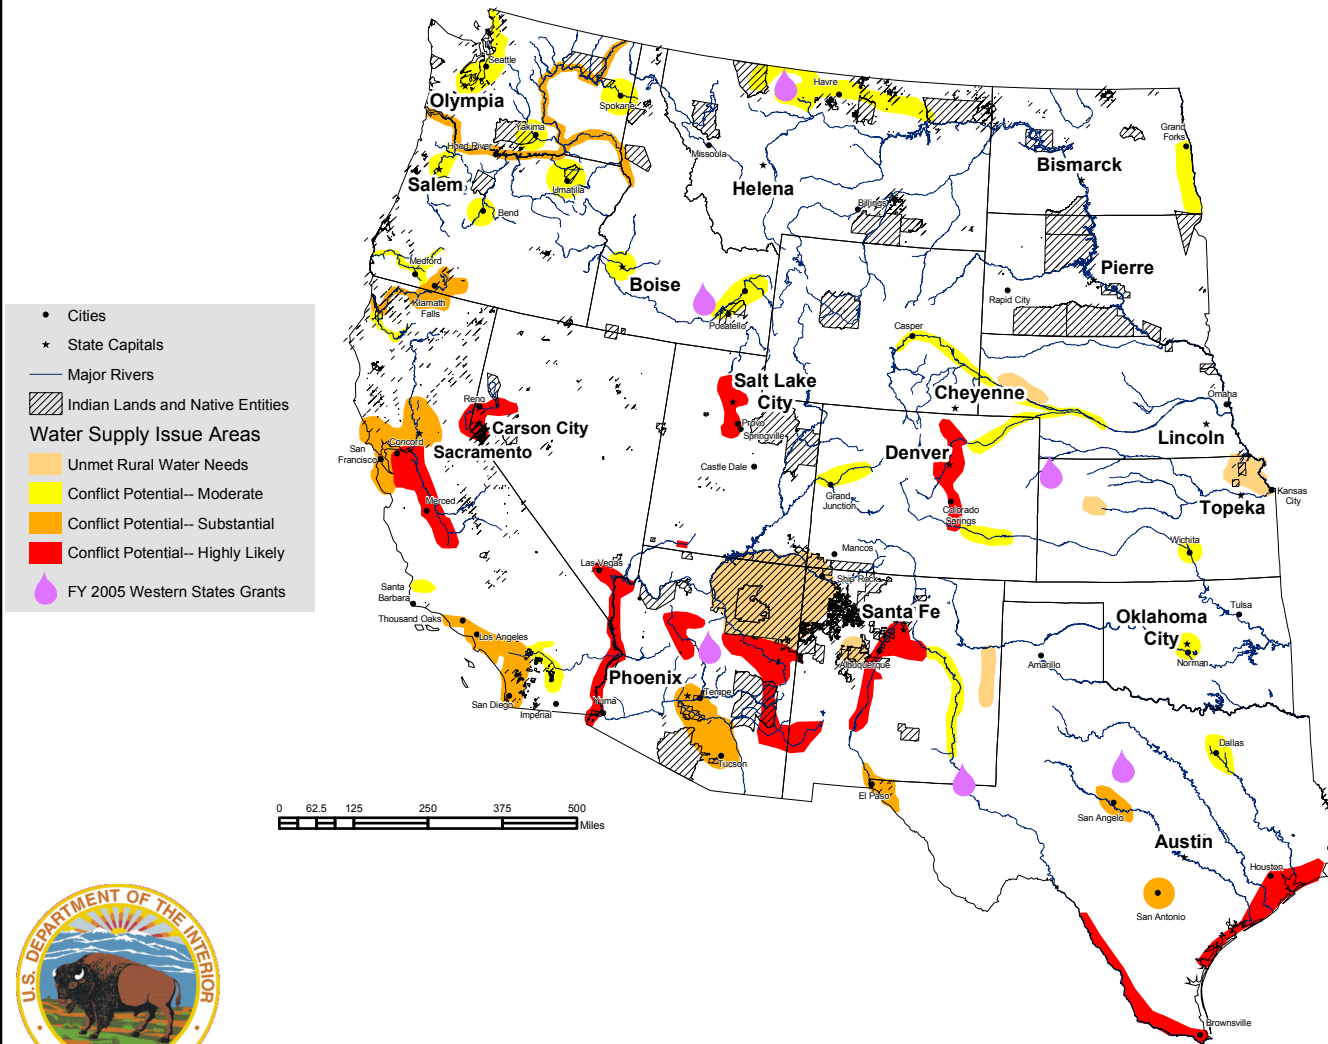 Seattle
Olympia
Spokane
Yakima
Hood River
Salem
Umatilla
Bend
Medford
Klamath
Falls
Havre
Missoula
Helena
Billings
Grand
Forks
Bismarck
Pierre
Rapid City
Boise
Pocatello
Casper
Cheyenne
Omaha
Lincoln
Salt Lake
City
Provo
Springville
Castle Dale
Reno
Carson City
Sacramento
Concord
San
Francisco
Merced
Denver
Grand
Junction
Colorado
Springs
Topeka
Kansas
City
Wichita
Mancos
Ship Rock
Las Vegas
Santa
Barbara
Thousand Oaks
Los Angeles
San Diego
Imperial
Yuma
Phoenix
Tempe
Tucson
Santa Fe
Albuquerque
El Paso
Amarillo
Oklahoma
City
Tulsa
Norman
Dallas
San Angelo
Austin
Houston
San Antonio
Brownsville
Cities
State Capitals
Major Rivers
Indian Lands and Native Entities
Water Supply Issue Areas
Unmet Rural Water Needs
Conflict Potential-- Moderate
Conflict Potential-- Substantial
Conflict Potential-- Highly Likely
FY 2005 Western States Grants
0 62.5 125 250 375 500
Miles
U.S. DEPARTMENT OF THE INTERIOR